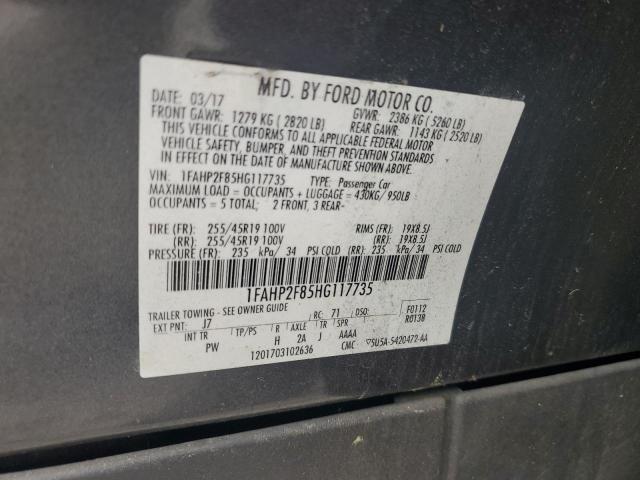 MFD. BY FORD MOTOR CO.
DATE: 03/17 GVWR: 2386 KG ( 5260 LB)
FRONT GAWR: 1279 KG ( 2820 LB) REAR GAWR: 1143 KG ( 2520 LB)
THIS VEHICLE CONFORMS TO ALL APPLICABLE FEDERAL MOTOR
VEHICLE SAFETY, BUMPER, AND THEFT PREVENTION STANDARDS
IN EFFECT ON THE DATE OF MANUFACTURE SHOWN ABOVE.
VIN: 1FAHP2F85HG117735 TYPE: Passenger Car
MAXIMUM LOAD = OCCUPANTS + LUGGAGE = 430KG/ 950LB
OCCUPANTS = 5 TOTAL; 2 FRONT, 3 REAR-
TIRE (FR): 255/45R19 100V RIMS (FR): 19X8.5J
(RR): 255/45R19 100V (RR): 19X8.5J
PRESSURE (FR): 235 kPa/ 34 PSI COLD (RR): 235 kPa/ 34 PSI COLD
1FAHP2F85HG117735
TRAILER TOWING - SEE OWNER GUIDE F0112
EXT PNT: J7 RC: 71 DSO: R0138
INT TR TP/PS R AXLE TR SPR
PW H 2A J AAAA
1201703102636 CMC ▽5U5A-5420472-AA